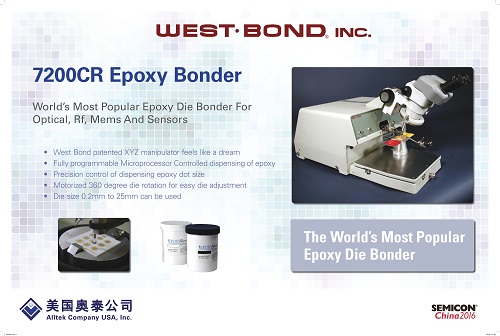 WEST·BOND® INC.
7200CR Epoxy Bonder
World's Most Popular Epoxy Die Bonder For
Optical, Rf, Mems And Sensors
• West Bond patented XYZ manipulator feels like a dream
• Fully programmable Microprocessor Controlled dispensing of epoxy
• Precision control of dispensing epoxy dot size
• Motorized 360 degree die rotation for easy die adjustment
• Die size 0.2mm to 25mm can be used
The World's Most Popular
Epoxy Die Bonder
美国奥泰公司
Alltek Company USA, Inc.
SEMICON®
China2016